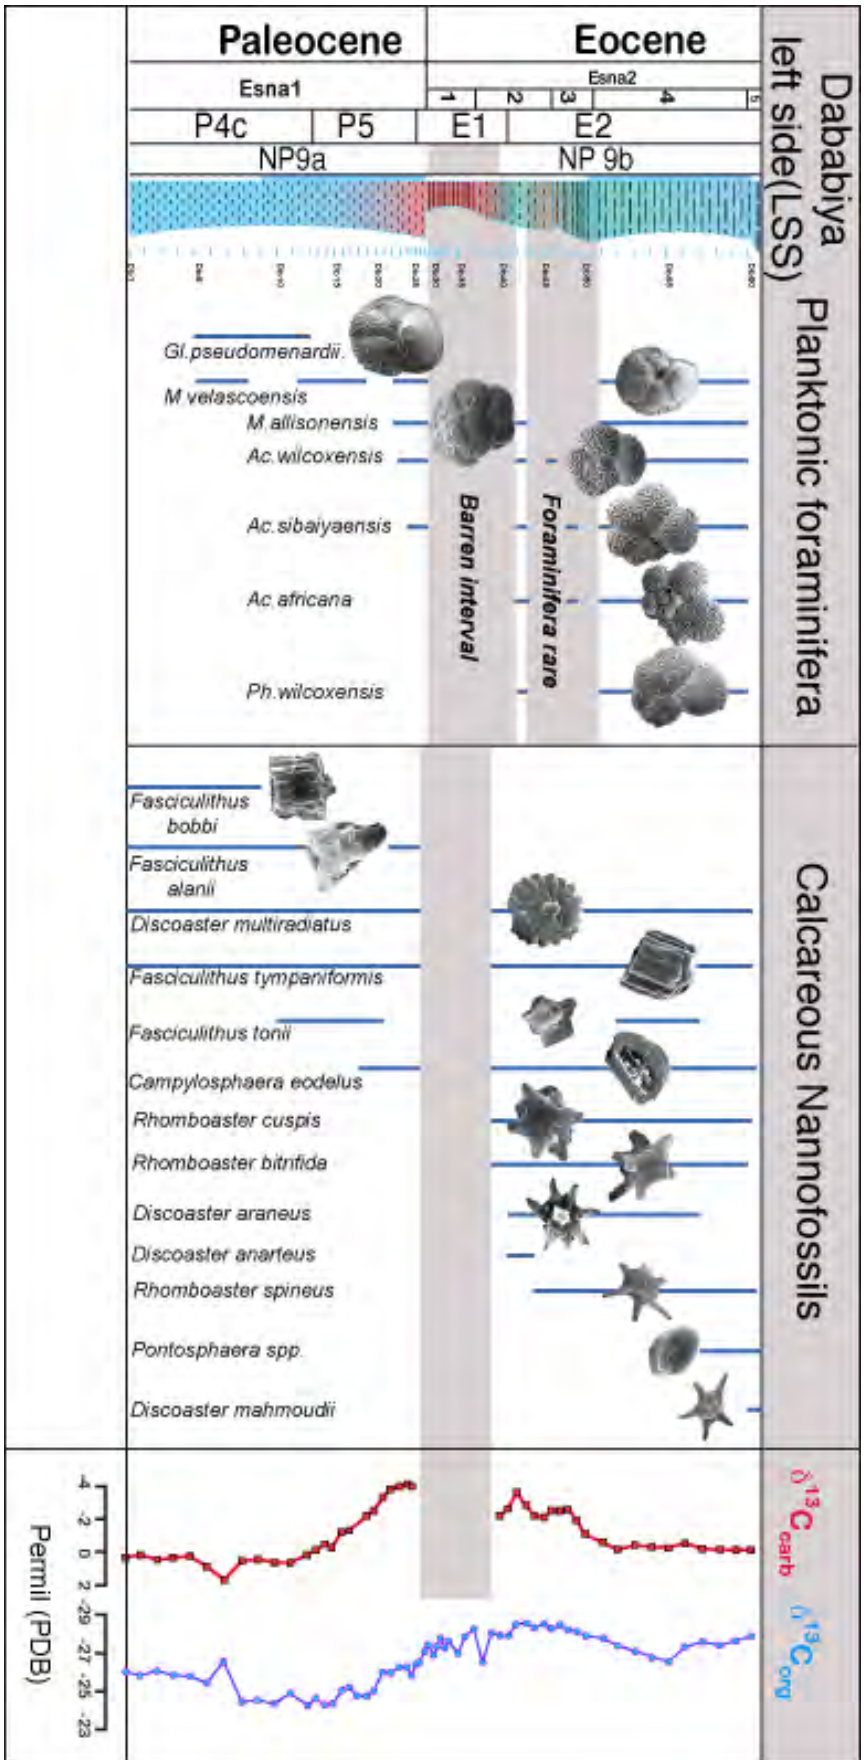 Dababiya
left side(LSS)
Planktonic foraminifera
Calcareous Nannofossils
δ13Ccarb
δ13Corg
Paleocene
Eocene
Esna1
Esna2
1
2
3
4
5
P4c
P5
E1
E2
NP9a
NP 9b
Gl.pseudomenardii.
M velascoensis
M.allisonensis
Ac.wilcoxensis
Ac.sibaiyaensis
Ac.africana
Ph.wilcoxensis
Barren interval
Foraminifera rare
Fasciculithus
bobbi
Fasciculithus
alanii
Discoaster multiradiatus
Fasciculithus tympaniformis
Fasciculithus tonii
Campylosphaera eodelus
Rhomboaster cuspis
Rhomboaster bitrifida
Discoaster araneus
Discoaster anarteus
Rhomboaster spineus
Pontosphaera spp.
Discoaster mahmoudii
4
-2
0
2
-29
-27
-25
-23
Permil (PDB)